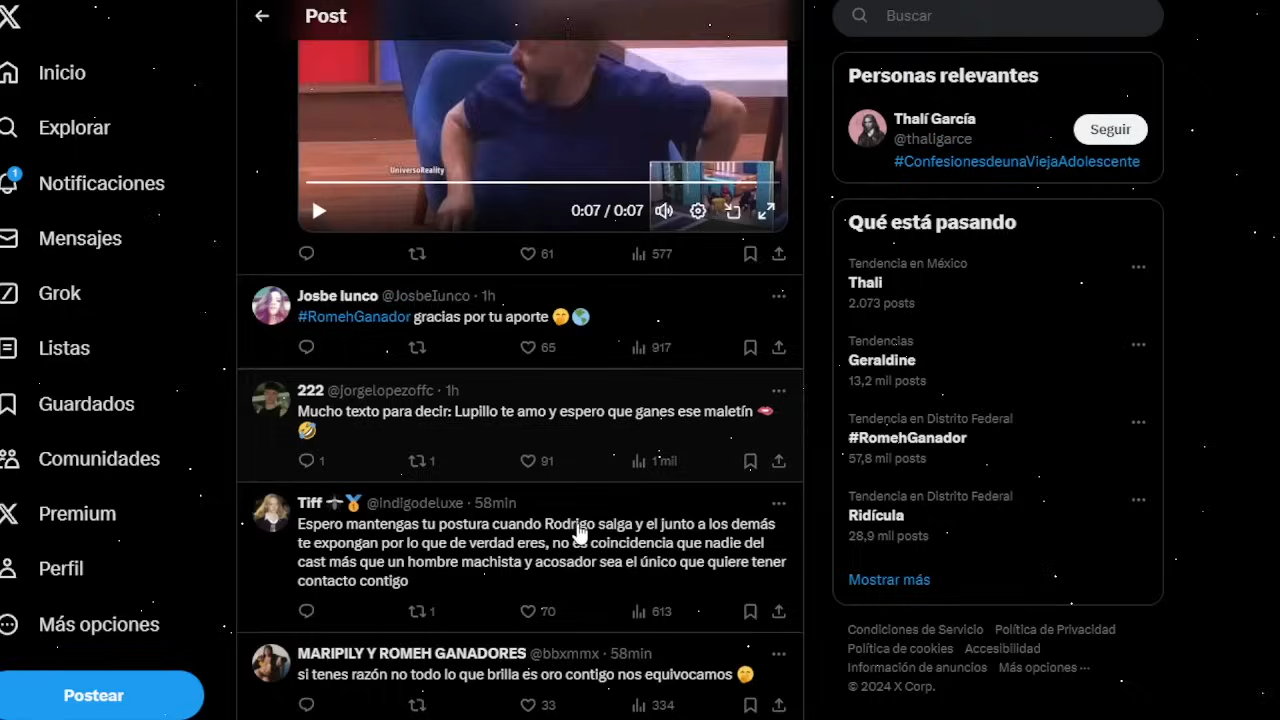 Inicio
Explorar
1
Notificaciones
Mensajes
Grok
Listas
Guardados
Comunidades
Premium
Perfil
Más opciones
Postear
Post
UniversoReality
0:07 / 0:07
61
577
Josbe Iunco @JosbeIunco · 1h
#RomehGanador gracias por tu aporte
65
917
222 @jorgelopezoffc · 1h
Mucho texto para decir: Lupillo te amo y espero que ganes ese maletín
1
1
91
1 mil
Tiff @Indigodeluxe · 58min
Espero mantengas tu postura cuando Rodrigo salga y el junto a los demás
te expongan por lo que de verdad eres, no es coincidencia que nadie del
cast más que un hombre machista y acosador sea el único que quiere tener
contacto contigo
1
70
613
MARIPILY Y ROMEH GANADORES @bbxmmx · 58min
si tenes razón no todo lo que brilla es oro contigo nos equivocamos
33
334
Buscar
Personas relevantes
Thalí García
@thaligarce
Seguir
#ConfesionesdeunaViejaAdolescente
Qué está pasando
Tendencia en México
Thali
2.073 posts
Tendencias
Geraldine
13,2 mil posts
Tendencia en Distrito Federal
#RomehGanador
57,8 mil posts
Tendencia en Distrito Federal
Ridícula
28,9 mil posts
Mostrar más
Condiciones de Servicio Política de Privacidad
Política de cookies Accesibilidad
Información de anuncios Más opciones ···
© 2024 X Corp.